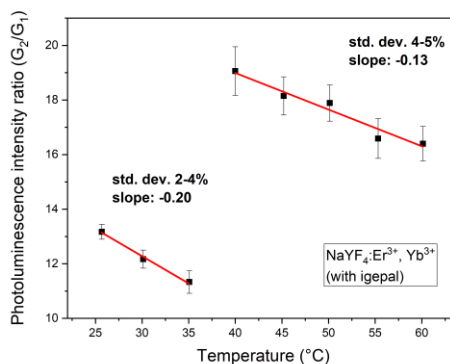 std. dev. 4-5%
slope: -0.13
std. dev. 2-4%
slope: -0.20
NaYF₄:Er³⁺, Yb³⁺
(with igepal)
Photoluminescence intensity ratio (G₂/G₁)
20
18
16
14
12
10
25 30 35 40 45 50 55 60
Temperature (°C)